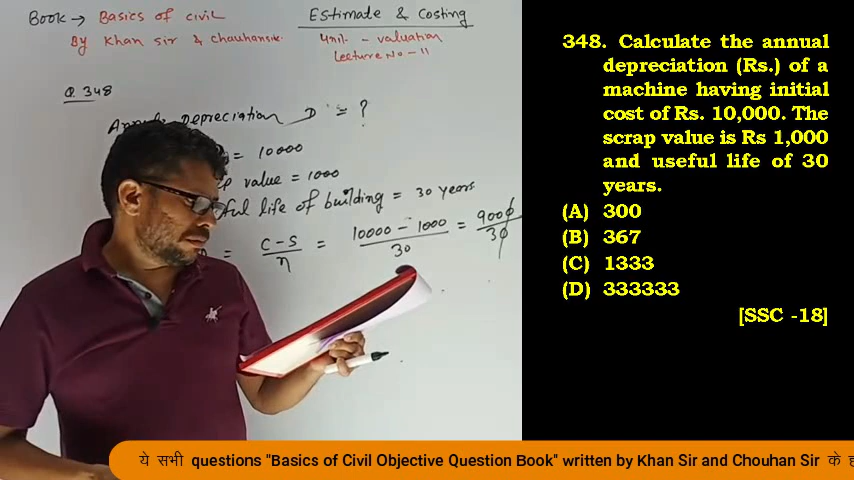 Book → Basics of civil
By Khan sir & chauhansir.
Estimate & Costing
Unit - valuation
Lecture No - 11
Q. 348
Depreciation D = ?
= 10000
value = 1000
ful life of building = 30 years
= C-S / n = 10000 - 1000 / 30 = 9000 / 30
348. Calculate the annual
depreciation (Rs.) of a
machine having initial
cost of Rs. 10,000. The
scrap value is Rs 1,000
and useful life of 30
years.
(A) 300
(B) 367
(C) 1333
(D) 333333
[SSC -18]
ये सभी questions "Basics of Civil Objective Question Book" written by Khan Sir and Chouhan Sir के